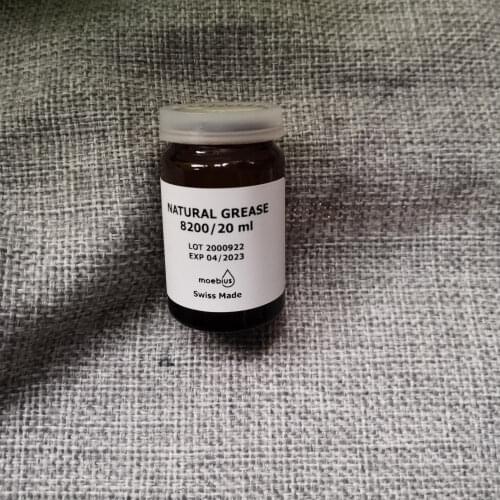 NATURAL GREASE
8200/20 ml
LOT 2000922
EXP 04/2023
moebius
Swiss Made